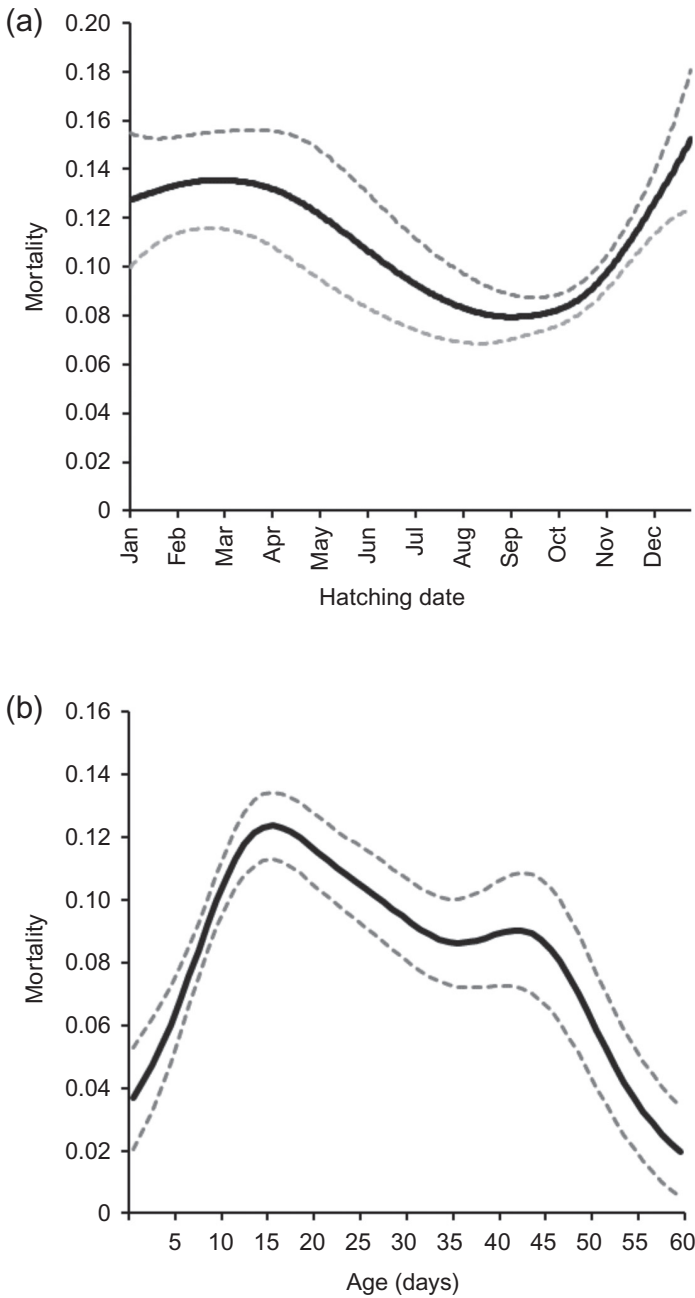 (a)
0.20
0.18
0.16
0.14
0.12
0.10
0.08
0.06
0.04
0.02
0
Mortality
Jan Feb Mar Apr May Jun Jul Aug Sep Oct Nov Dec
Hatching date
(b)
0.16
0.14
0.12
0.10
0.08
0.06
0.04
0.02
0
Mortality
5 10 15 20 25 30 35 40 45 50 55 60
Age (days)